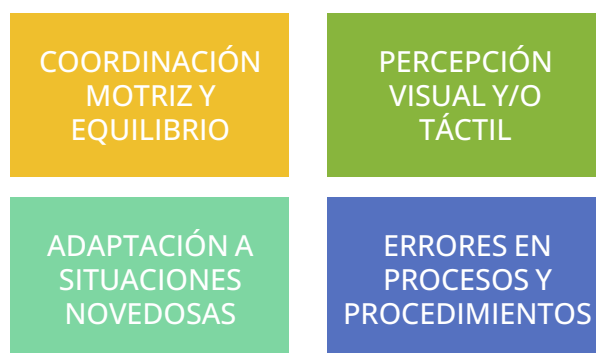 COORDINACIÓN
MOTRIZ Y
EQUILIBRIO
PERCEPCIÓN
VISUAL Y/O
TÁCTIL
ADAPTACIÓN A
SITUACIONES
NOVEDOSAS
ERRORES EN
PROCESOS Y
PROCEDIMIENTOS